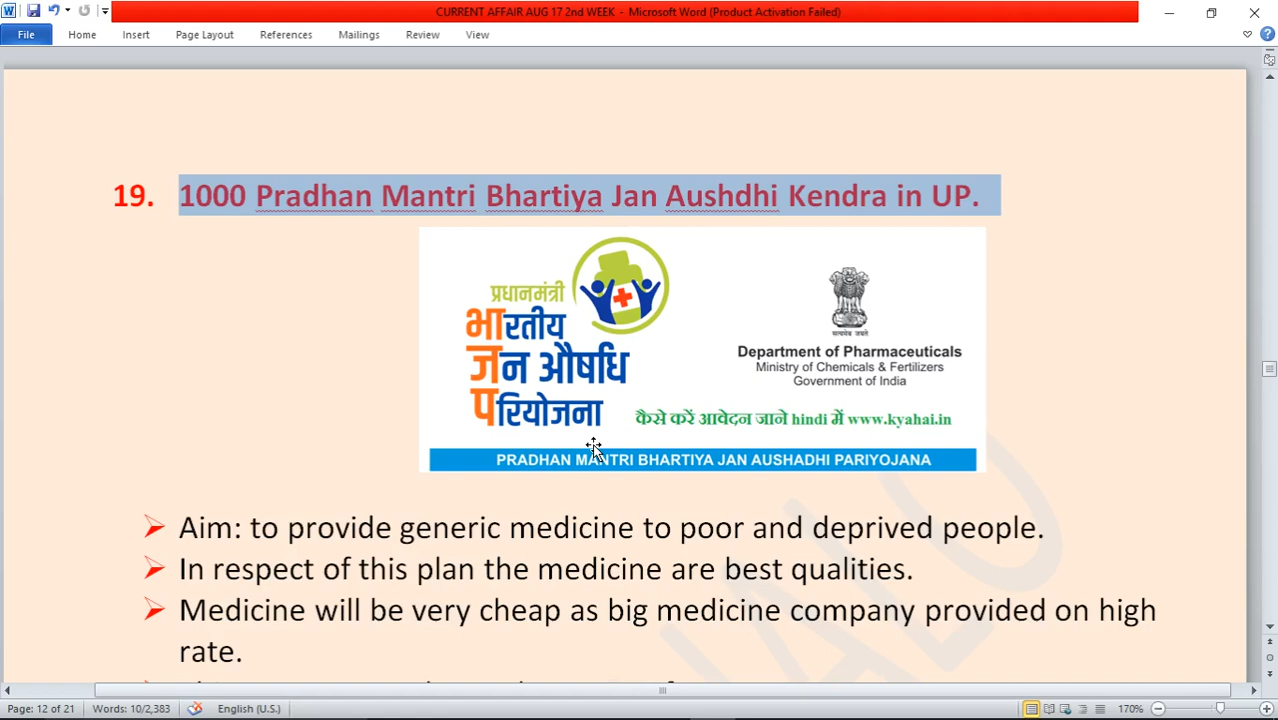 CURRENT AFFAIR AUG 17 2nd WEEK - Microsoft Word (Product Activation Failed)
File Home Insert Page Layout References Mailings Review View
19. 1000 Pradhan Mantri Bhartiya Jan Aushdhi Kendra in UP.
प्रधानमंत्री
भारतीय
जन औषधि
परियोजना
सत्यमेव जयते
Department of Pharmaceuticals
Ministry of Chemicals & Fertilizers
Government of India
कैसे करें आवेदन जाने hindi में www.kyahai.in
PRADHAN MANTRI BHARTIYA JAN AUSHADHI PARIYOJANA
Aim: to provide generic medicine to poor and deprived people.
In respect of this plan the medicine are best qualities.
Medicine will be very cheap as big medicine company provided on high
rate.
Page: 12 of 21 Words: 10/2,383 English (U.S.) 170%